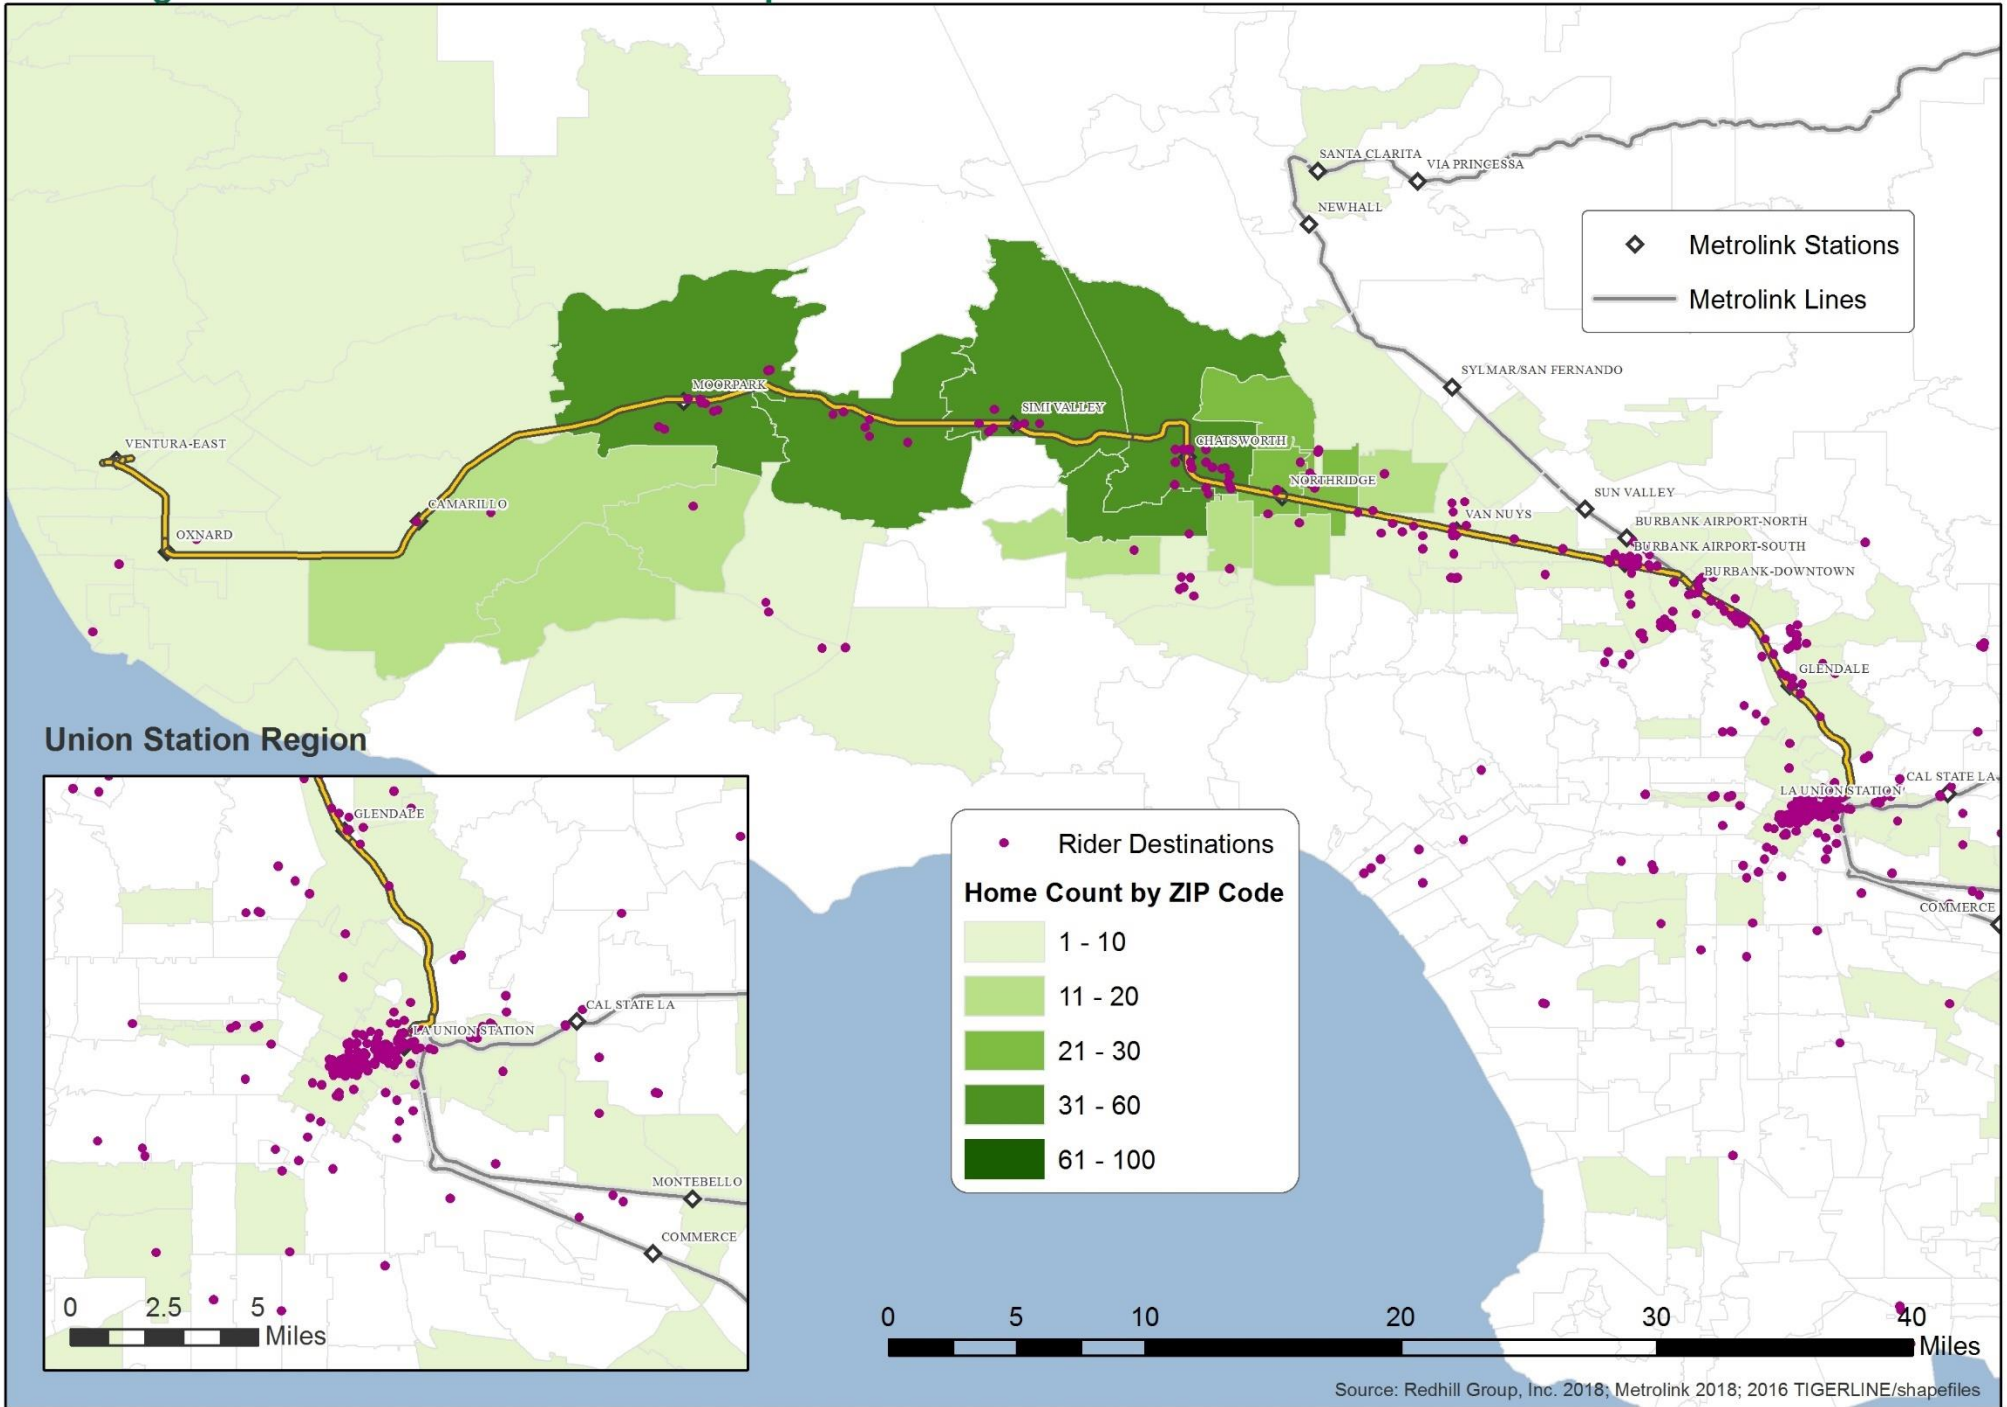 SANTA CLARITA
VIA PRINCESSA
NEWHALL
Metrolink Stations
Metrolink Lines
SYLMAR/SAN FERNANDO
MOORPARK
SIMI VALLEY
CHATSWORTH
VENTURA-EAST
NORTHRIDGE
SUN VALLEY
CAMARILLO
VAN NUYS
BURBANK AIRPORT-NORTH
OXNARD
BURBANK AIRPORT-SOUTH
BURBANK-DOWNTOWN
GLENDALE
Union Station Region
CAL STATE LA
LA UNION STATION
COMMERCE
GLENDALE
CAL STATE LA
LA UNION STATION
MONTEBELLO
COMMERCE
0 2.5 5
Miles
Rider Destinations
Home Count by ZIP Code
1 - 10
11 - 20
21 - 30
31 - 60
61 - 100
0 5 10 20 30 40
Miles
Source: Redhill Group, Inc. 2018; Metrolink 2018; 2016 TIGERLINE/shapefiles